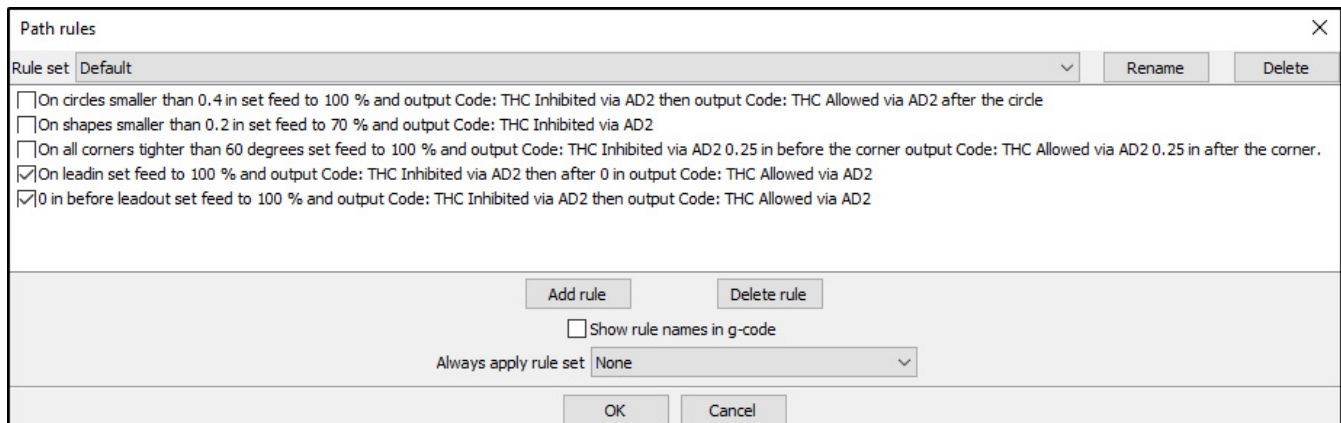 Path rules
Rule set Default Rename Delete
On circles smaller than 0.4 in set feed to 100 % and output Code: THC Inhibited via AD2 then output Code: THC Allowed via AD2 after the circle
On shapes smaller than 0.2 in set feed to 70 % and output Code: THC Inhibited via AD2
On all corners tighter than 60 degrees set feed to 100 % and output Code: THC Inhibited via AD2 0.25 in before the corner output Code: THC Allowed via AD2 0.25 in after the corner.
On leadin set feed to 100 % and output Code: THC Inhibited via AD2 then after 0 in output Code: THC Allowed via AD2
0 in before leadout set feed to 100 % and output Code: THC Inhibited via AD2 then output Code: THC Allowed via AD2
Add rule Delete rule
Show rule names in g-code
Always apply rule set None
OK Cancel